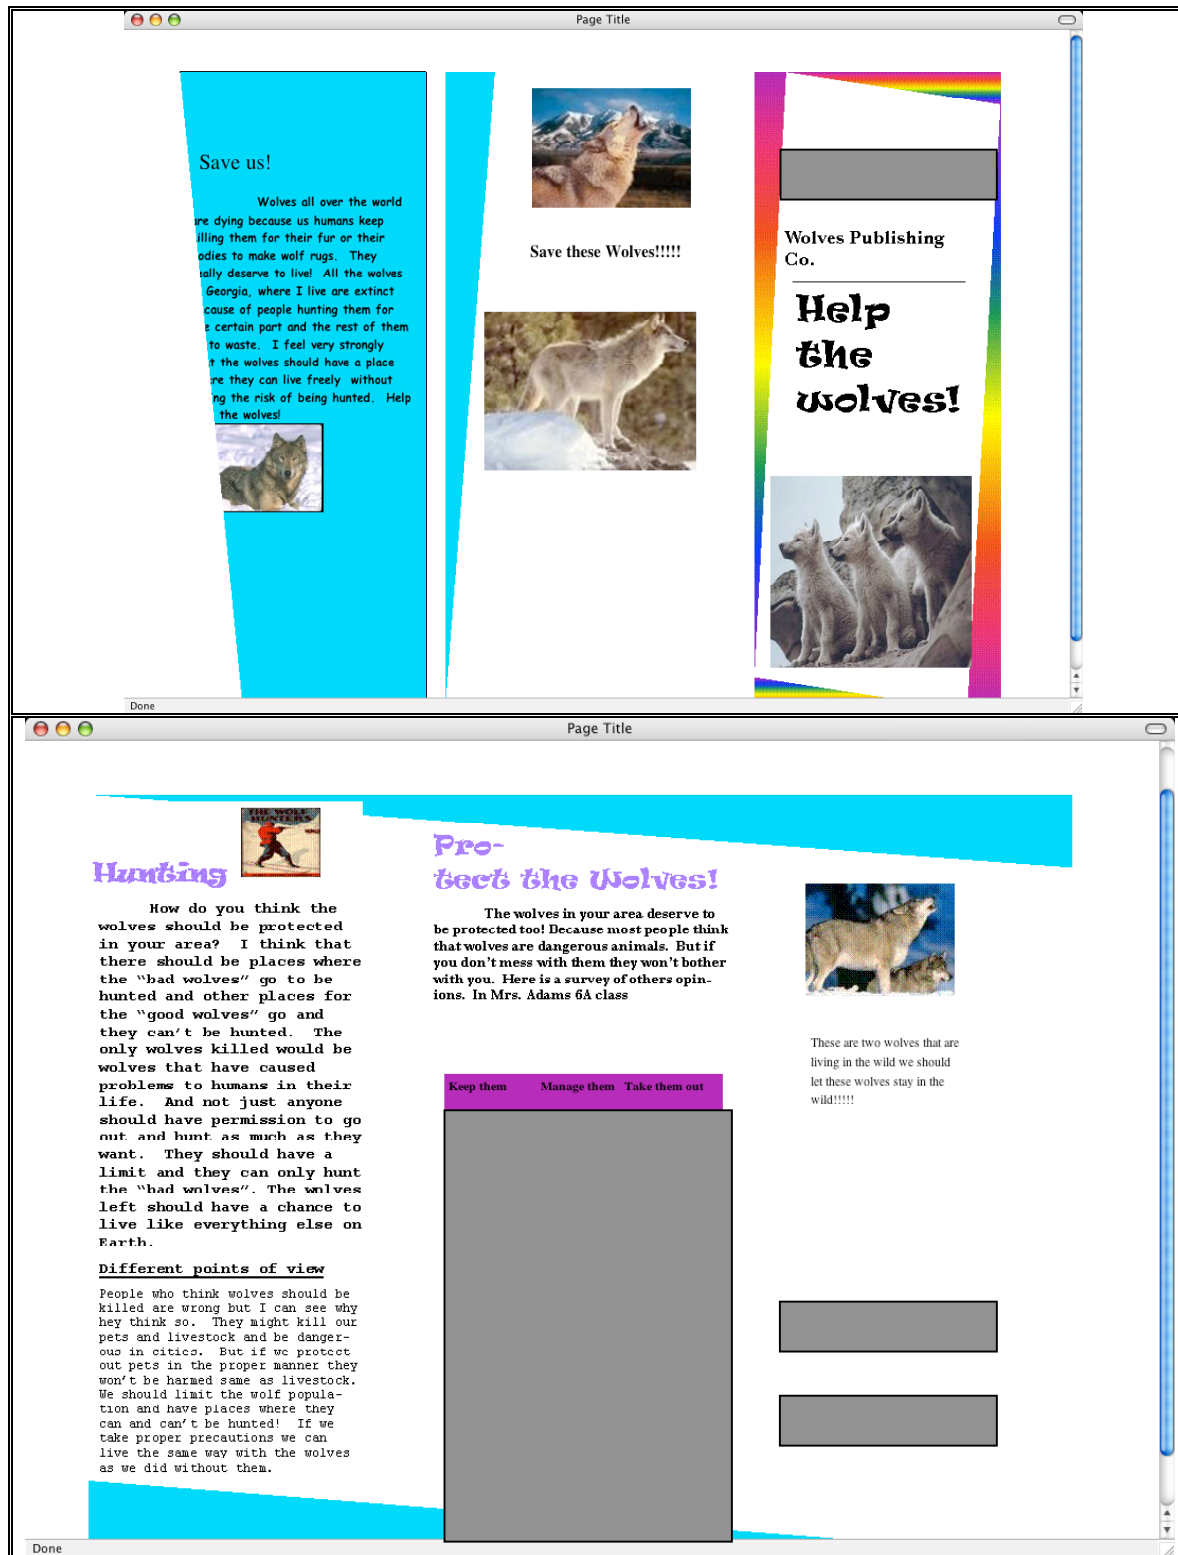 Page Title
Save us!
Wolves all over the world
are dying because us humans keep
illing them for their fur or their
odies to make wolf rugs. They
ally deserve to live! All the wolves
Georgia, where I live are extinct
cause of people hunting them for
e certain part and the rest of them
to waste. I feel very strongly
t the wolves should have a place
ere they can live freely without
ng the risk of being hunted. Help
the wolves!
Save these Wolves!!!!!
Wolves Publishing
Co.
Help
the
wolves!
Done
Page Title
THE WOLF
HUNTERS
Hunting
How do you think the
wolves should be protected
in your area? I think that
there should be places where
the “bad wolves” go to be
hunted and other places for
the “good wolves” go and
they can’t be hunted. The
only wolves killed would be
wolves that have caused
problems to humans in their
life. And not just anyone
should have permission to go
out and hunt as much as they
want. They should have a
limit and they can only hunt
the “bad wolves”. The wolves
left should have a chance to
live like everything else on
Earth.
Different points of view
People who think wolves should be
killed are wrong but I can see why
hey think so. They might kill our
pets and livestock and be danger-
ous in cities. But if we protect
out pets in the proper manner they
won’t be harmed same as livestock.
We should limit the wolf popula-
tion and have places where they
can and can’t be hunted! If we
take proper precautions we can
live the same way with the wolves
as we did without them.
Pro-
tect the Wolves!
The wolves in your area deserve to
be protected too! Because most people think
that wolves are dangerous animals. But if
you don’t mess with them they won’t bother
with you. Here is a survey of others opin-
ions. In Mrs. Adams 6A class
Keep them Manage them Take them out
These are two wolves that are
living in the wild we should
let these wolves stay in the
wild!!!!!
Done